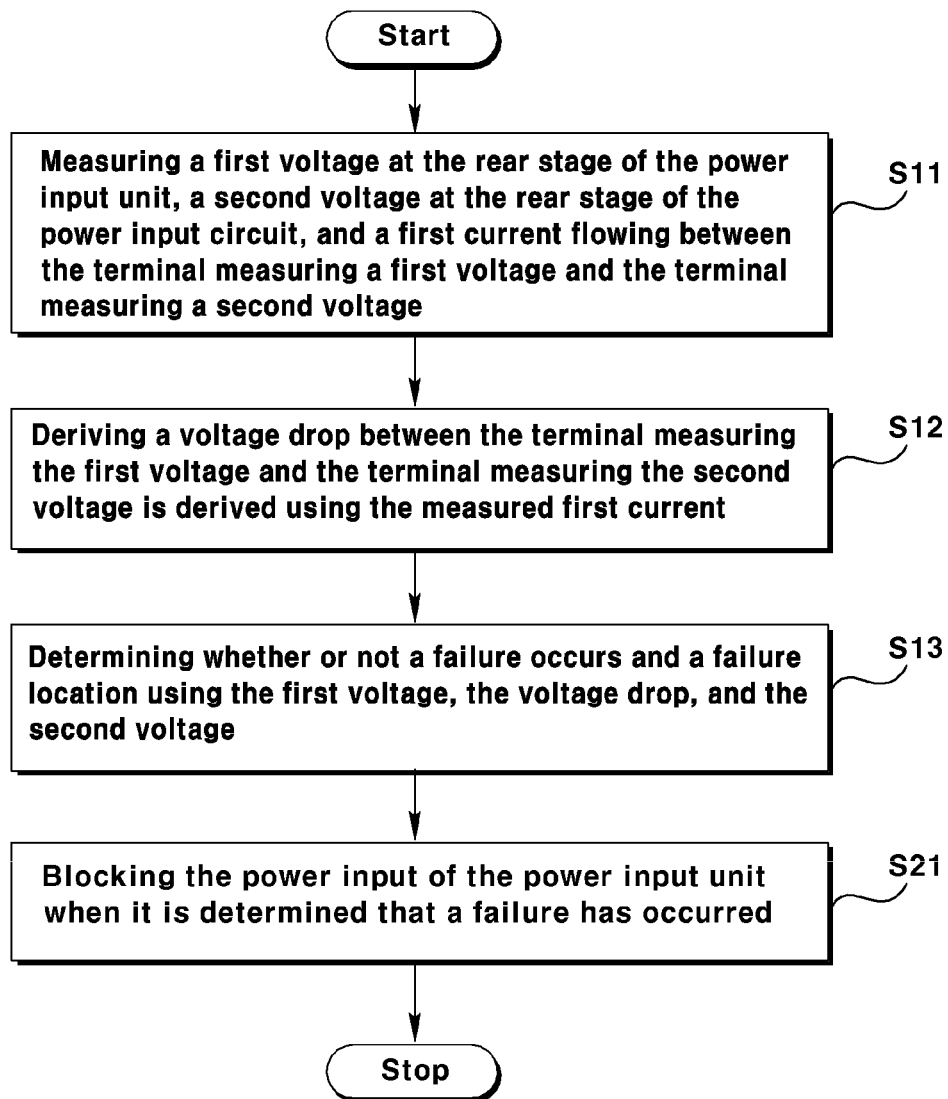 Start
Measuring a first voltage at the rear stage of the power
input unit, a second voltage at the rear stage of the
power input circuit, and a first current flowing between
the terminal measuring a first voltage and the terminal
measuring a second voltage
S11
Deriving a voltage drop between the terminal measuring
the first voltage and the terminal measuring the second
voltage is derived using the measured first current
S12
Determining whether or not a failure occurs and a failure
location using the first voltage, the voltage drop, and the
second voltage
S13
Blocking the power input of the power input unit
when it is determined that a failure has occurred
S21
Stop